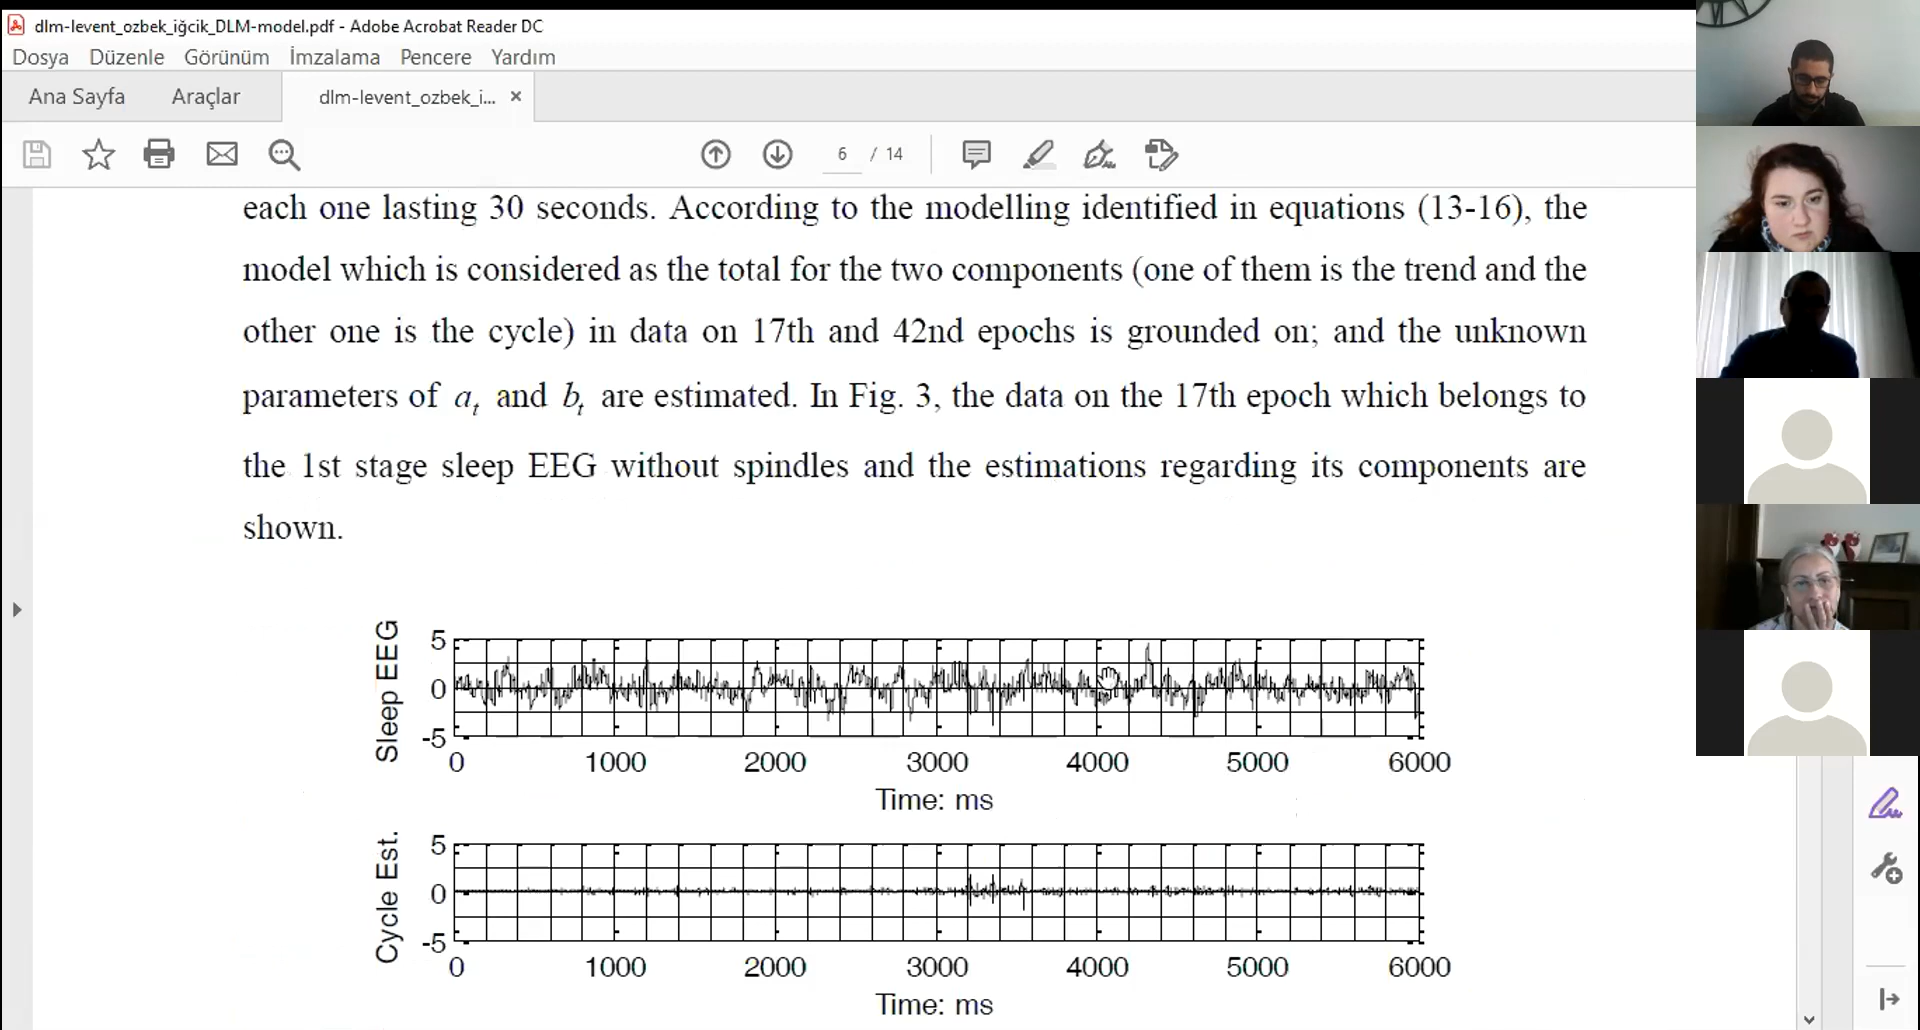 dlm-levent_ozbek_iğcik_DLM-model.pdf - Adobe Acrobat Reader DC
Dosya Düzenle Görünüm İmzalama Pencere Yardım
Ana Sayfa Araçlar dlm-levent_ozbek_i... ×
6 / 14
each one lasting 30 seconds. According to the modelling identified in equations (13-16), the
model which is considered as the total for the two components (one of them is the trend and the
other one is the cycle) in data on 17th and 42nd epochs is grounded on; and the unknown
parameters of a_t and b_t are estimated. In Fig. 3, the data on the 17th epoch which belongs to
the 1st stage sleep EEG without spindles and the estimations regarding its components are
shown.
Sleep EEG
5
0
-5
0 1000 2000 3000 4000 5000 6000
Time: ms
Cycle Est.
5
0
-5
0 1000 2000 3000 4000 5000 6000
Time: ms